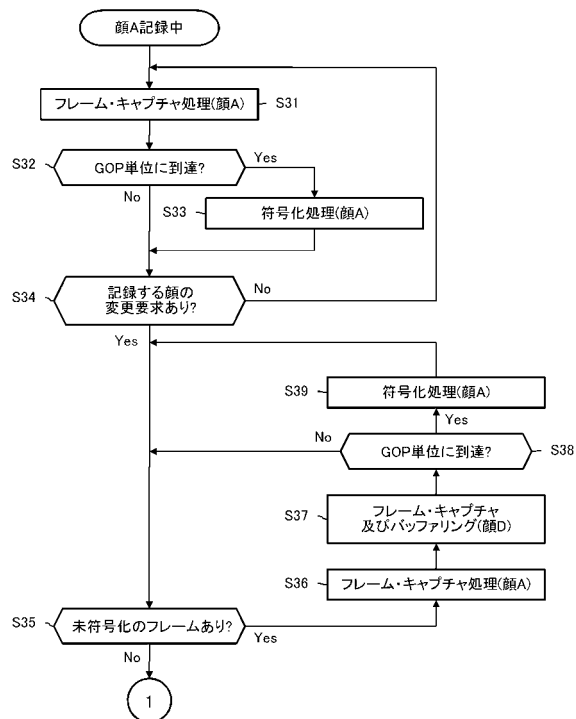 顔A記録中
フレーム・キャプチャ処理(顔A)
S31
S32
GOP単位に到達?
Yes
No
S33
符号化処理(顔A)
S34
記録する顔の
変更要求あり?
No
Yes
S39
符号化処理(顔A)
Yes
No
GOP単位に到達?
S38
S37
フレーム・キャプチャ
及びバッファリング(顔D)
S36
フレーム・キャプチャ処理(顔A)
S35
未符号化のフレームあり?
Yes
No
1